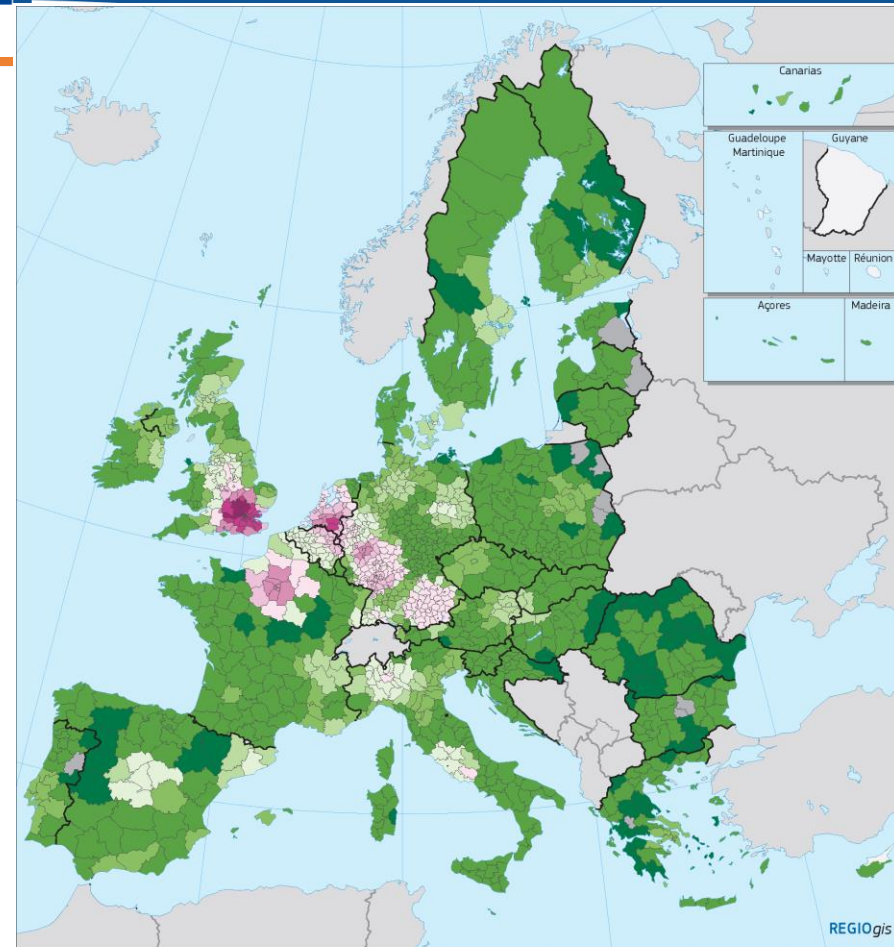 Canarias
Guadeloupe
Martinique
Guyane
Mayotte
Réunion
Açores
Madeira
REGIOgis